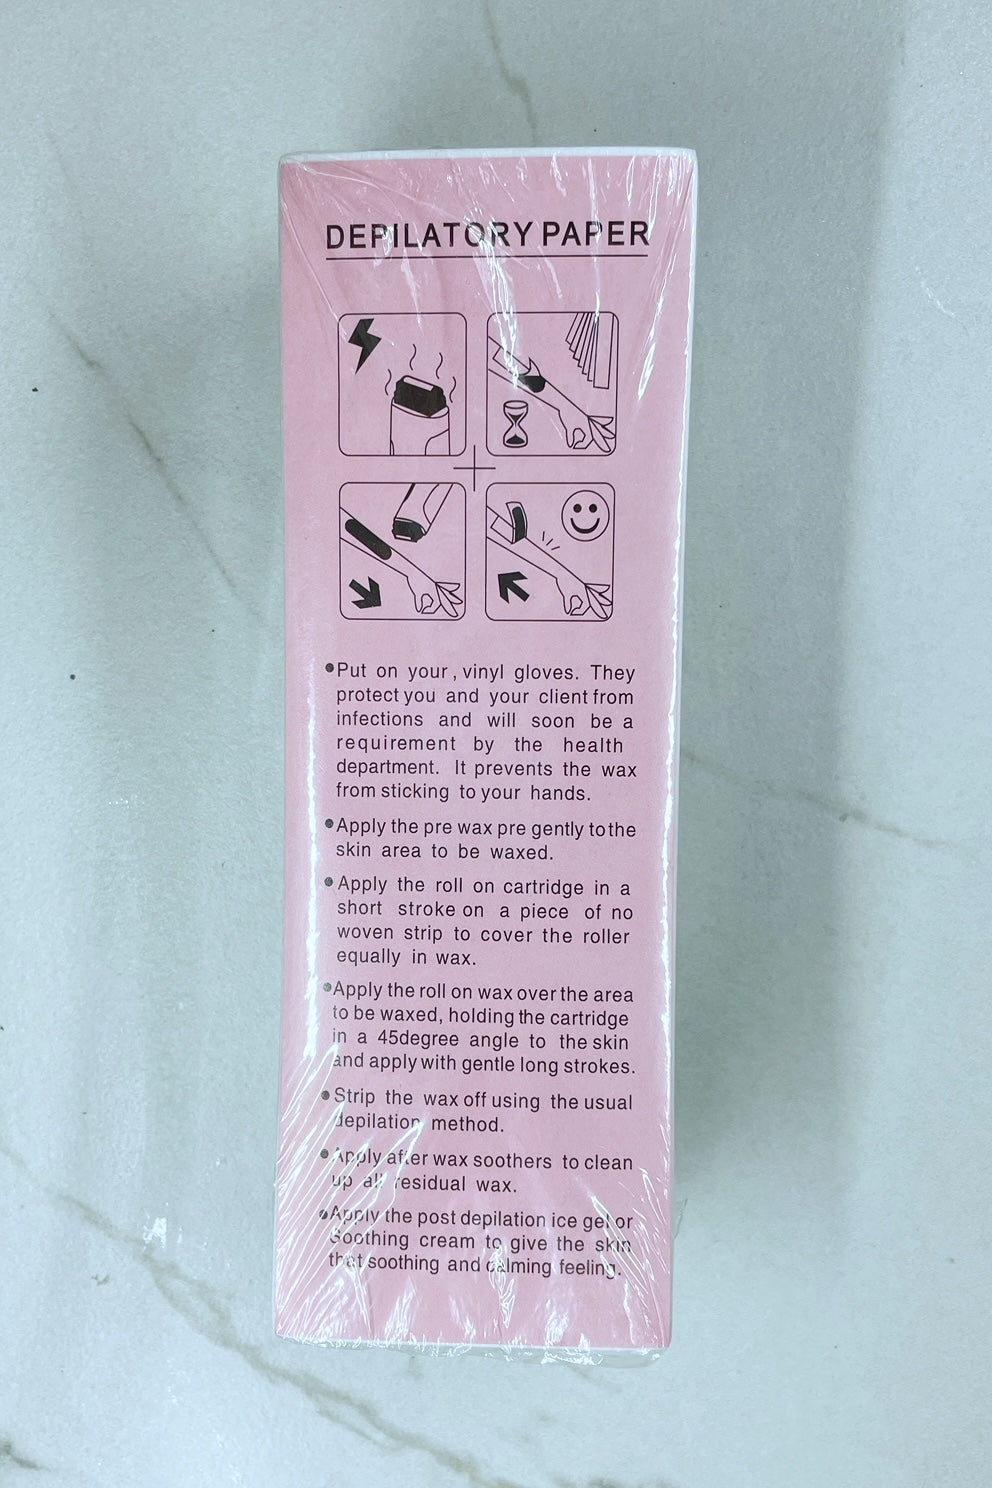 DEPILATORY PAPER
Put on your, vinyl gloves. They
protect you and your client from
infections and will soon be a
requirement by the health
department. It prevents the wax
from sticking to your hands.
Apply the pre wax pre gently to the
skin area to be waxed.
Apply the roll on cartridge in a
short stroke on a piece of no
woven strip to cover the roller
equally in wax.
Apply the roll on wax over the area
to be waxed, holding the cartridge
in a 45degree angle to the skin
and apply with gentle long strokes.
Strip the wax off using the usual
depilation method.
Apply after wax soothers to clean
up all residual wax.
Apply the post depilation ice gel or
Soothing cream to give the skin
that soothing and calming feeling.